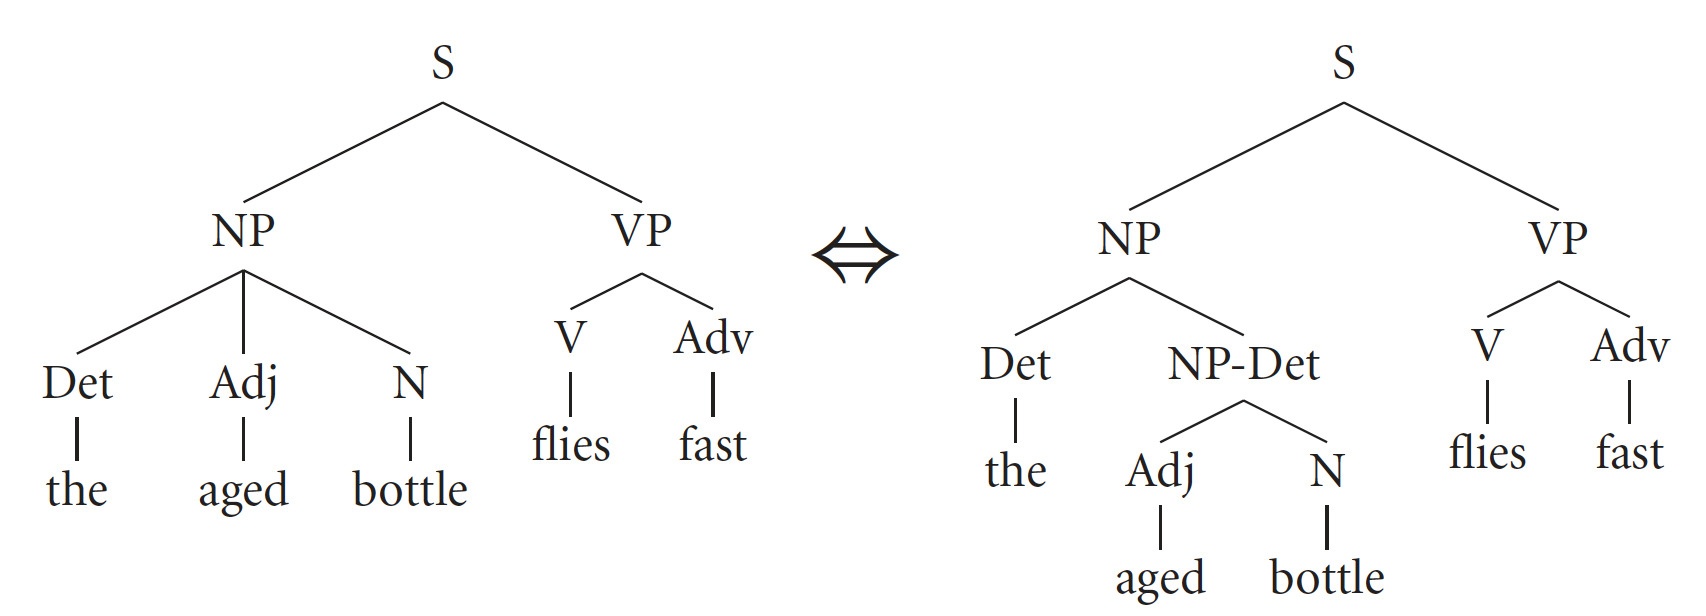 S S
NP VP ⇔ NP VP
V Adv V Adv
Det Adj N Det NP-Det
flies fast flies fast
the aged bottle the Adj N
aged bottle